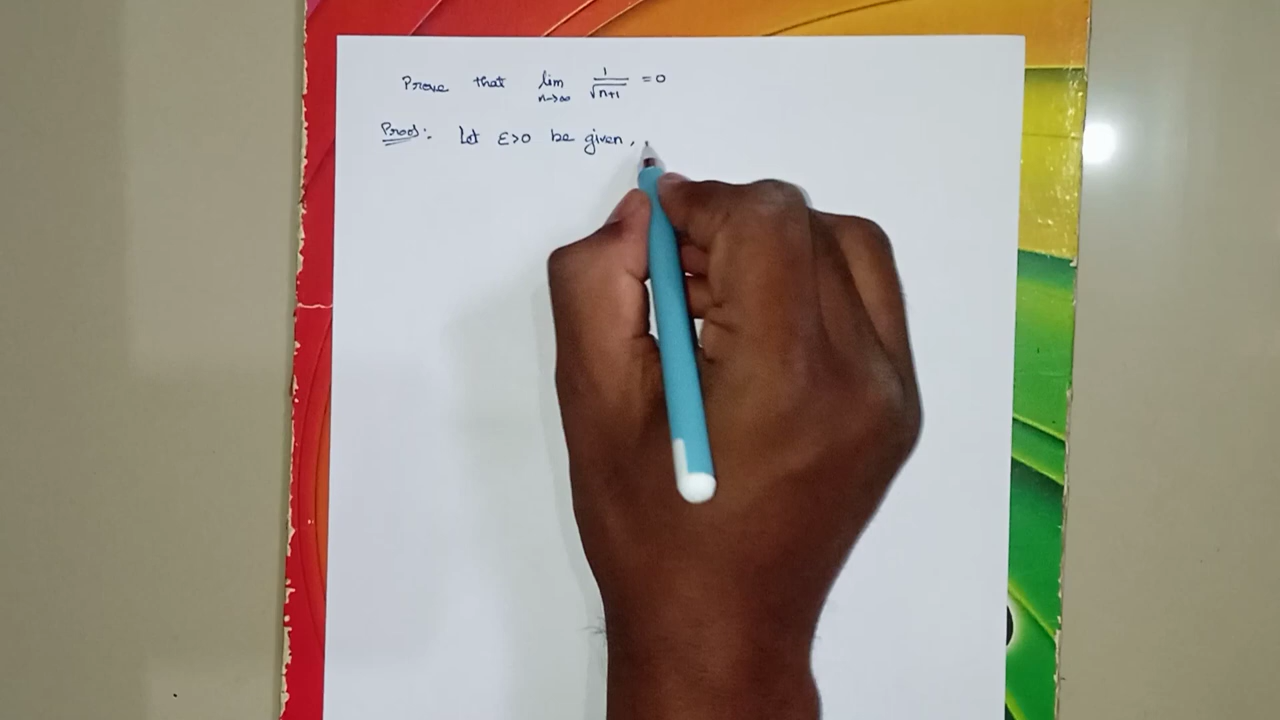 Prove that lim n→∞ 1/√n+1 = 0
Proof:. Let ε>0 be given,